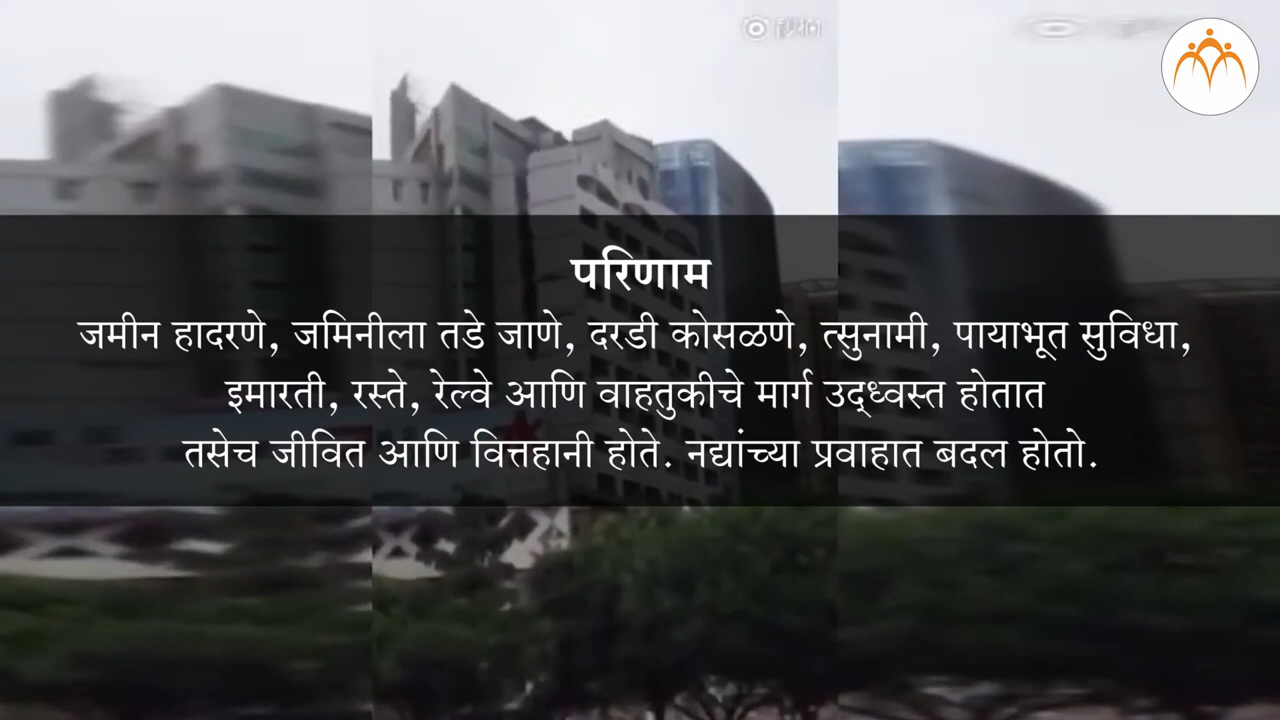 परिणाम
जमीन हादरणे, जमिनीला तडे जाणे, दरडी कोसळणे, त्सुनामी, पायाभूत सुविधा,
इमारती, रस्ते, रेल्वे आणि वाहतुकीचे मार्ग उद्ध्वस्त होतात
तसेच जीवित आणि वित्तहानी होते. नद्यांच्या प्रवाहात बदल होतो.